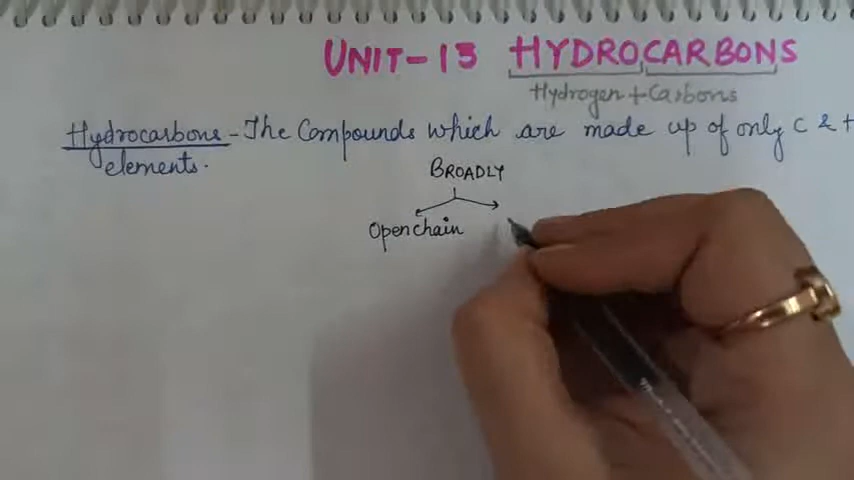 UNIT-13 HYDROCARBONS
Hydrogen + Carbons
Hydrocarbons - The Compounds which are made up of only C & H
elements.
BROADLY
Openchain